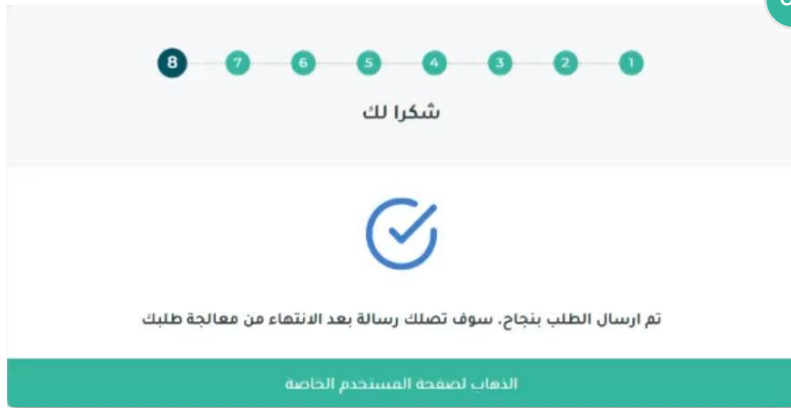 1 2 3 4 5 6 7 8
شكرا لك
تم ارسال الطلب بنجاح. سوف تصلك رسالة بعد الانتهاء من معالجة طلبك
الذهاب لصفحة المستخدم الخاصة